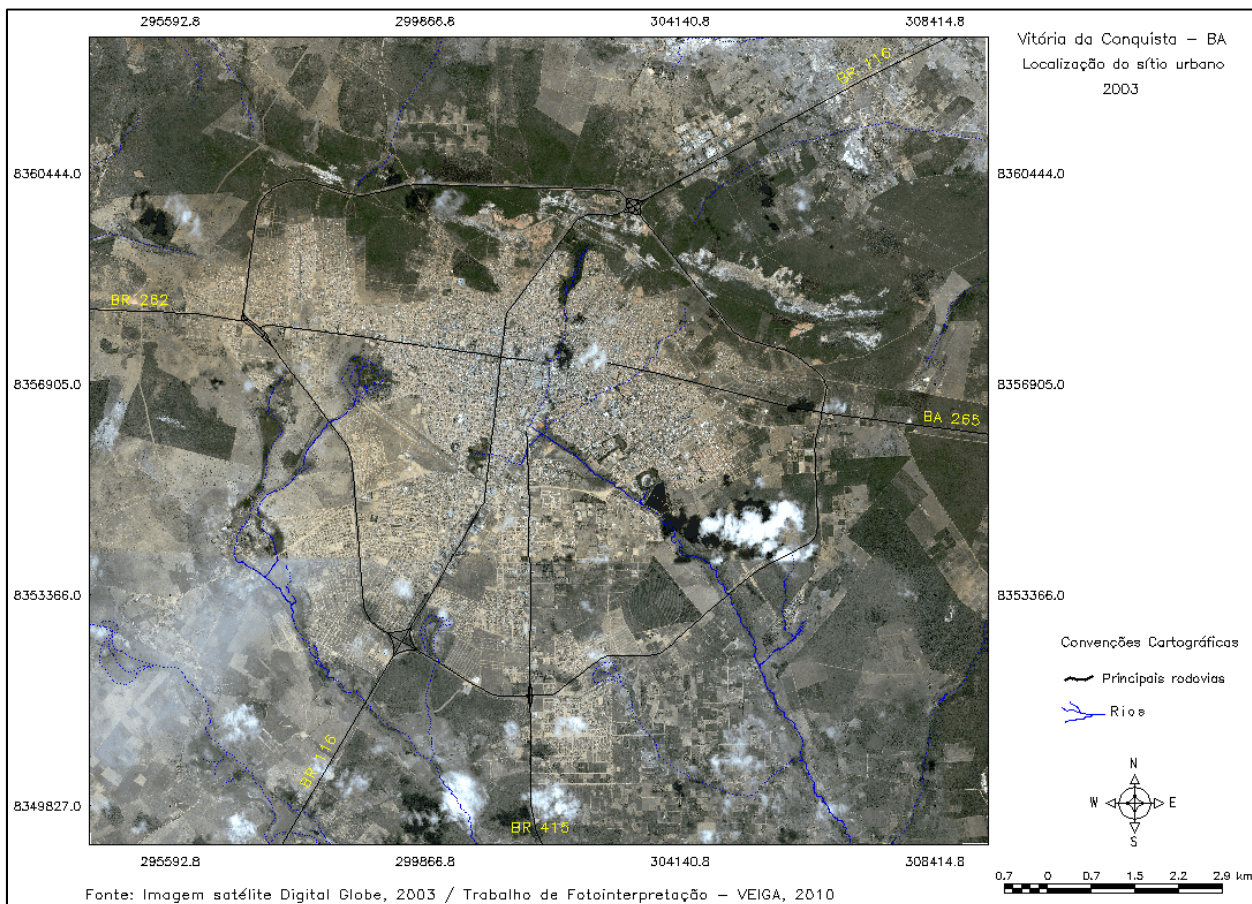 295592.8 299866.8 304140.8 308414.8
Vitória da Conquista – BA
Localização do sítio urbano
2003
BR 116
8360444.0 8360444.0
BR 262
8356905.0 8356905.0
BA 265
8353366.0 8353366.0
Convenções Cartográficas
Principais rodovias
Rios
BR 116
N
W E
S
8349827.0
BR 415
295592.8 299866.8 304140.8 308414.8
0.7 0 0.7 1.5 2.2 2.9 km
Fonte: Imagem satélite Digital Globe, 2003 / Trabalho de Fotointerpretação – VEIGA, 2010